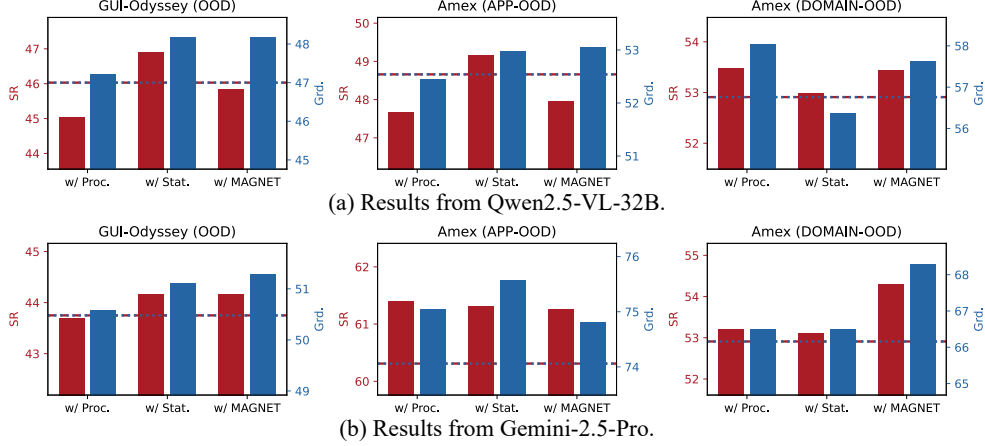 GUI-Odyssey (OOD)
47
46
45
44
SR
48
47
46
45
Grd.
w/ Proc. w/ Stat. w/ MAGNET
Amex (APP-OOD)
50
49
48
47
SR
53
52
51
Grd.
w/ Proc. w/ Stat. w/ MAGNET
Amex (DOMAIN-OOD)
54
53
52
SR
58
57
56
Grd.
w/ Proc. w/ Stat. w/ MAGNET
(a) Results from Qwen2.5-VL-32B.
GUI-Odyssey (OOD)
45
44
43
SR
51
50
49
Grd.
w/ Proc. w/ Stat. w/ MAGNET
Amex (APP-OOD)
62
61
60
SR
76
75
74
Grd.
w/ Proc. w/ Stat. w/ MAGNET
Amex (DOMAIN-OOD)
55
54
53
52
SR
68
67
66
65
Grd.
w/ Proc. w/ Stat. w/ MAGNET
(b) Results from Gemini-2.5-Pro.